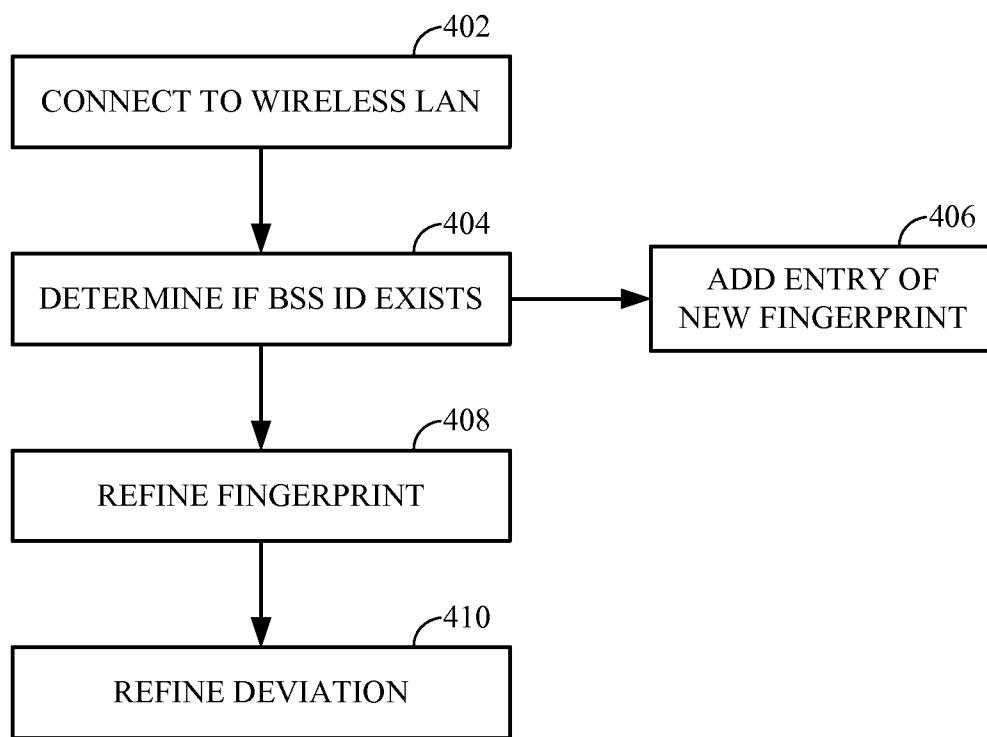 402
CONNECT TO WIRELESS LAN
404
DETERMINE IF BSS ID EXISTS
406
ADD ENTRY OF
NEW FINGERPRINT
408
REFINE FINGERPRINT
410
REFINE DEVIATION